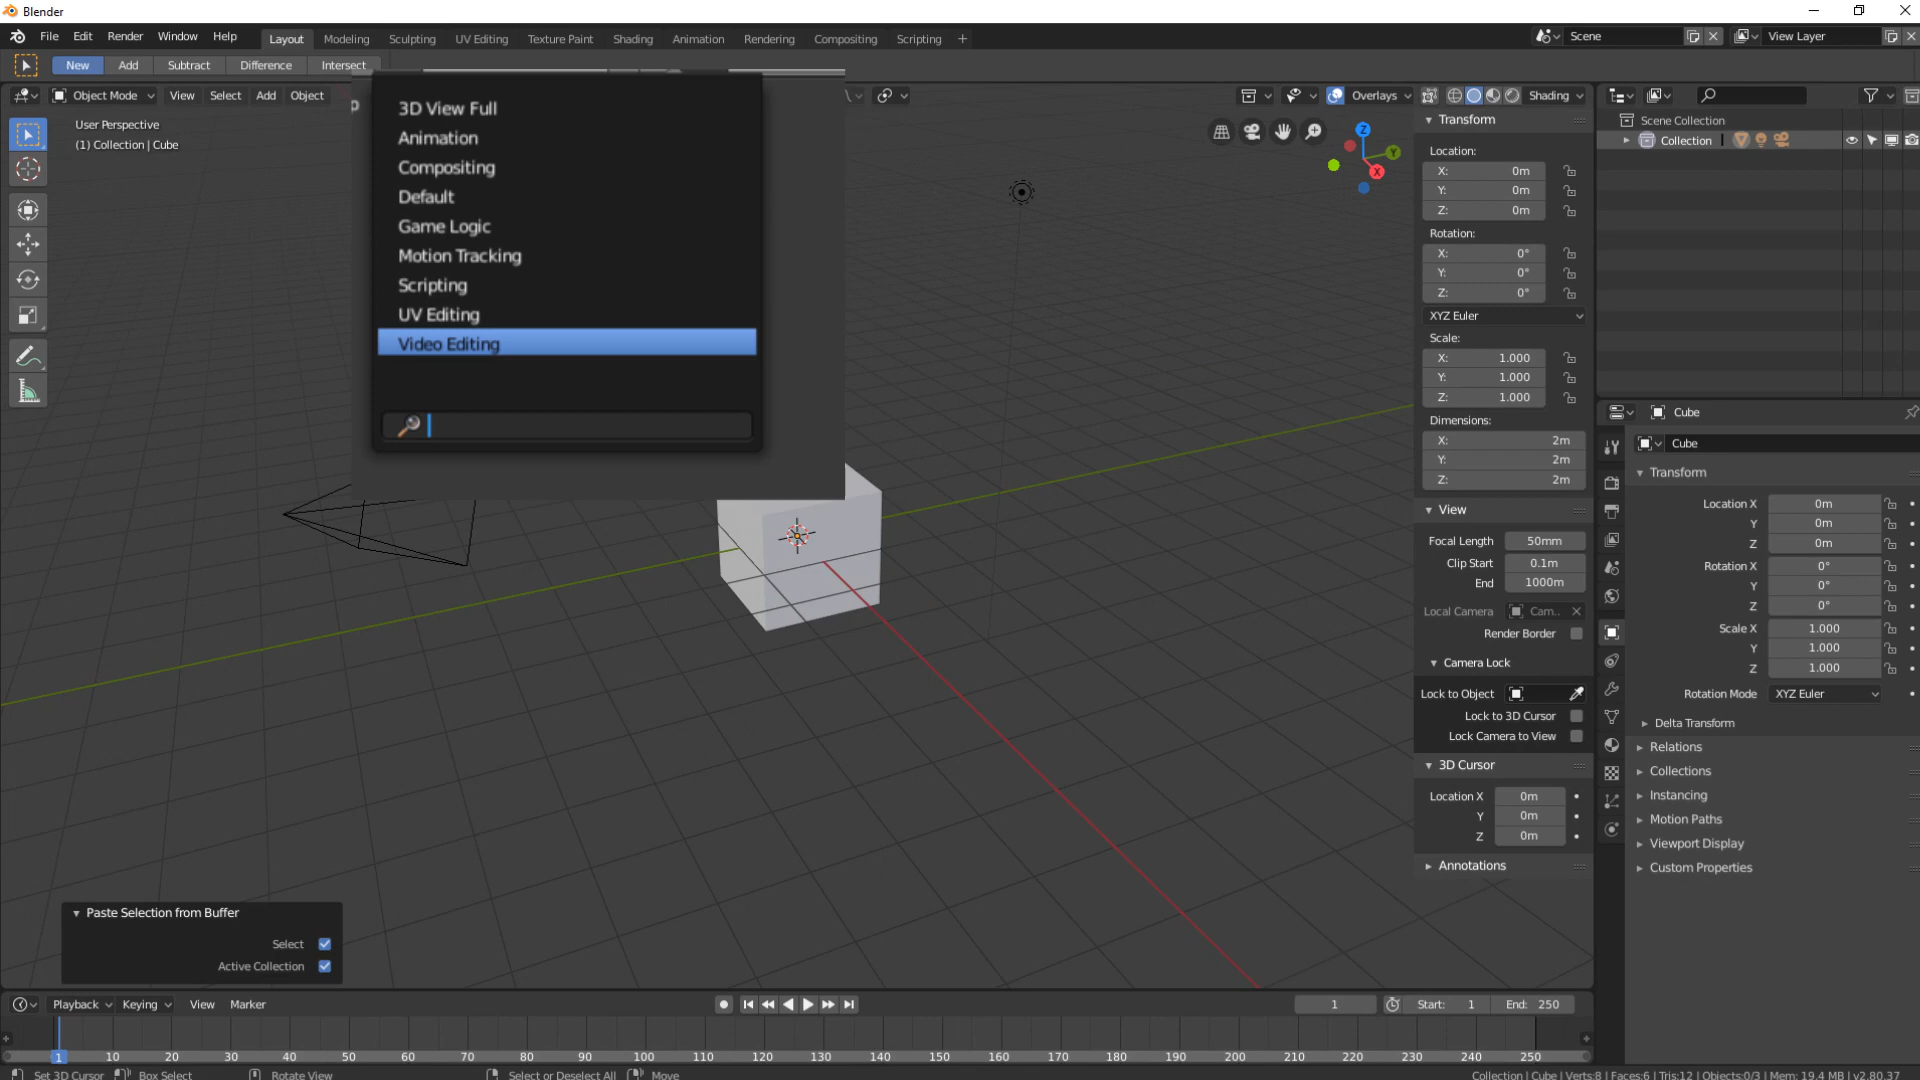 Blender
File Edit Render Window Help Layout Modeling Sculpting UV Editing Texture Paint Shading Animation Rendering Compositing Scripting + Scene View Layer
New Add Subtract Difference Intersect
Object Mode View Select Add Object Overlays Shading
User Perspective
(1) Collection | Cube
3D View Full
Animation
Compositing
Default
Game Logic
Motion Tracking
Scripting
UV Editing
Video Editing
Z
Y
X
Transform
Location:
X: 0m
Y: 0m
Z: 0m
Rotation:
X: 0°
Y: 0°
Z: 0°
XYZ Euler
Scale:
X: 1.000
Y: 1.000
Z: 1.000
Dimensions:
X: 2m
Y: 2m
Z: 2m
View
Focal Length 50mm
Clip Start 0.1m
End 1000m
Local Camera Cam..
Render Border
Camera Lock
Lock to Object
Lock to 3D Cursor
Lock Camera to View
3D Cursor
Location X 0m
Y 0m
Z 0m
Annotations
Scene Collection
Collection
Cube
Cube
Transform
Location X 0m
Y 0m
Z 0m
Rotation X 0°
Y 0°
Z 0°
Scale X 1.000
Y 1.000
Z 1.000
Rotation Mode XYZ Euler
Delta Transform
Relations
Collections
Instancing
Motion Paths
Viewport Display
Custom Properties
Paste Selection from Buffer
Select
Active Collection
Playback Keying View Marker 1 Start: 1 End: 250
1 10 20 30 40 50 60 70 80 90 100 110 120 130 140 150 160 170 180 190 200 210 220 230 240 250
Set 3D Cursor Box Select Rotate View Select or Deselect All Move Collection | Cube | Verts:8 | Faces:6 | Tris:12 | Objects:0/3 | Mem: 19.4 MB | v2.80.37